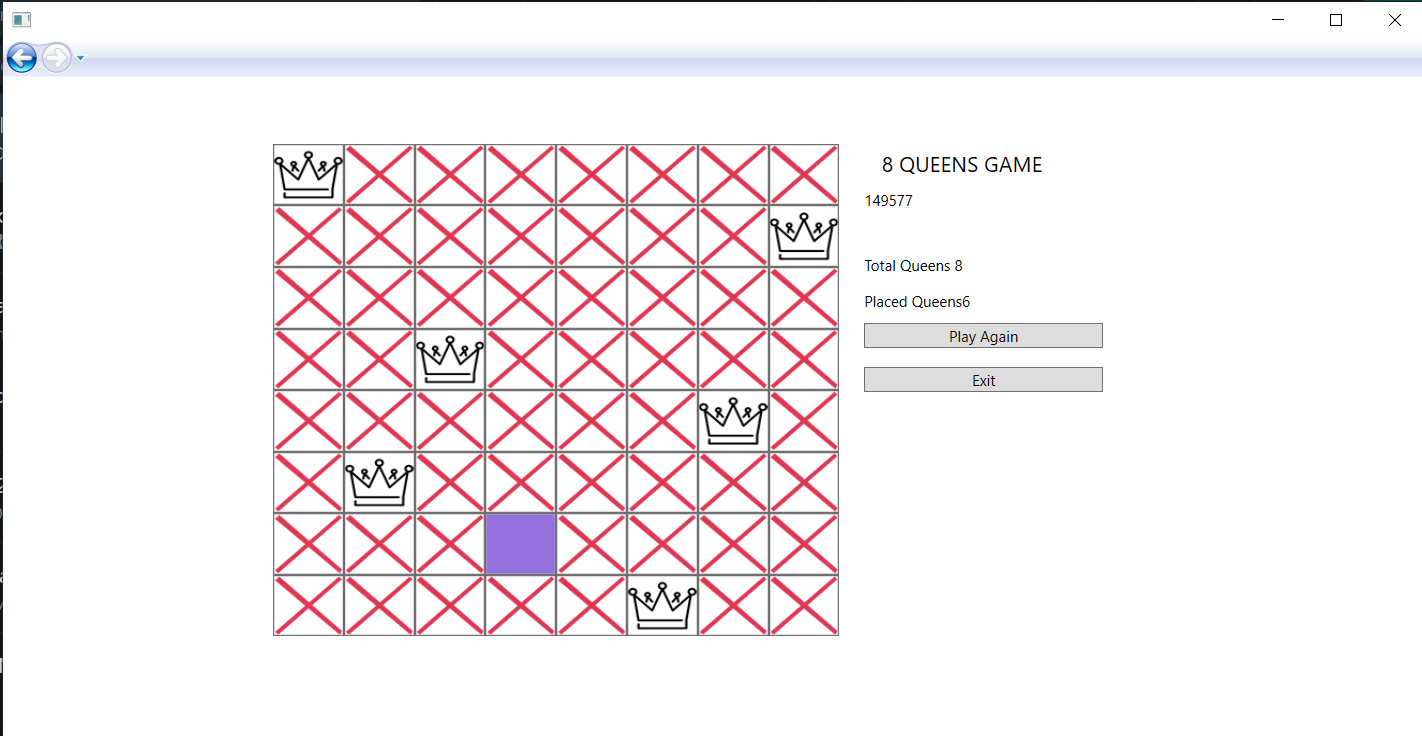 8 QUEENS GAME
149577
Total Queens 8
Placed Queens6
Play Again
Exit